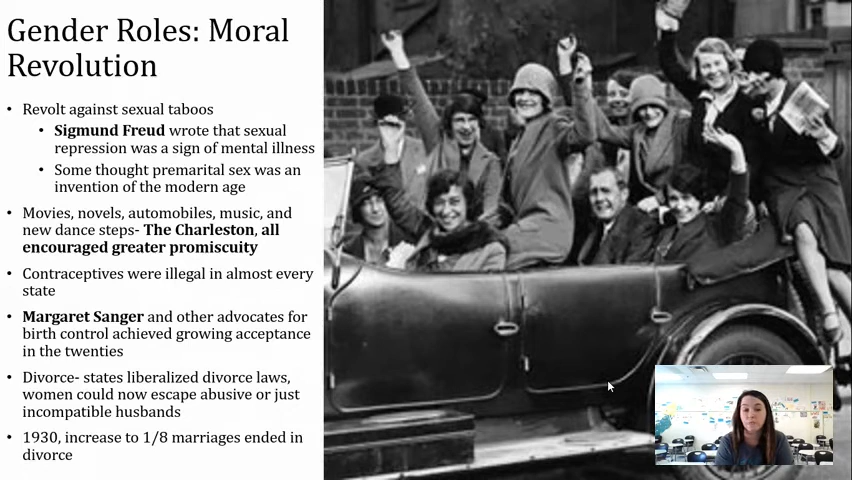 Gender Roles: Moral
Revolution
• Revolt against sexual taboos
• Sigmund Freud wrote that sexual
repression was a sign of mental illness
• Some thought premarital sex was an
invention of the modern age
• Movies, novels, automobiles, music, and
new dance steps- The Charleston, all
encouraged greater promiscuity
• Contraceptives were illegal in almost every
state
• Margaret Sanger and other advocates for
birth control achieved growing acceptance
in the twenties
• Divorce- states liberalized divorce laws,
women could now escape abusive or just
incompatible husbands
• 1930, increase to 1/8 marriages ended in
divorce